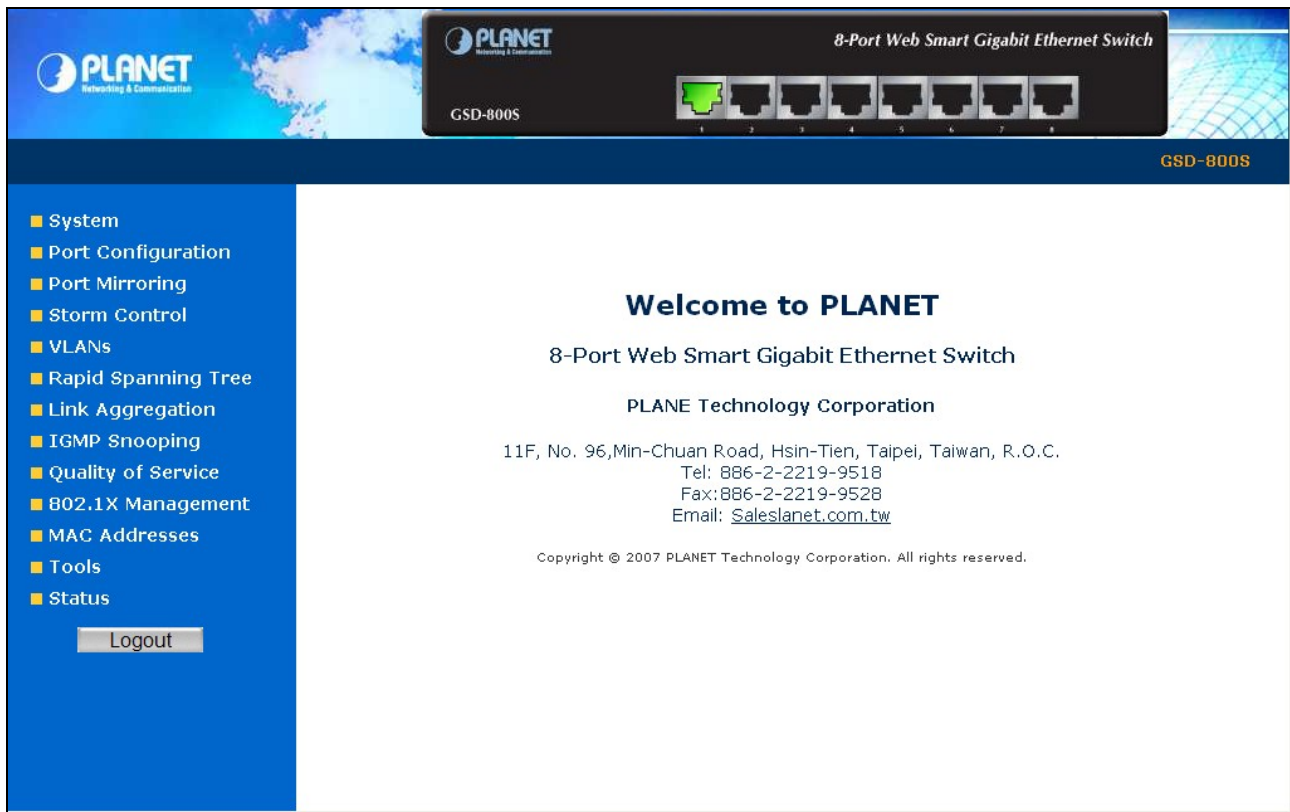 PLANET
Networking & Communication
PLANET
Networking & Communication
8-Port Web Smart Gigabit Ethernet Switch
GSD-800S
1 2 3 4 5 6 7 8
GSD-800S
System
Port Configuration
Port Mirroring
Storm Control
VLANs
Rapid Spanning Tree
Link Aggregation
IGMP Snooping
Quality of Service
802.1X Management
MAC Addresses
Tools
Status
Logout
Welcome to PLANET
8-Port Web Smart Gigabit Ethernet Switch
PLANE Technology Corporation
11F, No. 96,Min-Chuan Road, Hsin-Tien, Taipei, Taiwan, R.O.C.
Tel: 886-2-2219-9518
Fax:886-2-2219-9528
Email: Saleslanet.com.tw
Copyright © 2007 PLANET Technology Corporation. All rights reserved.